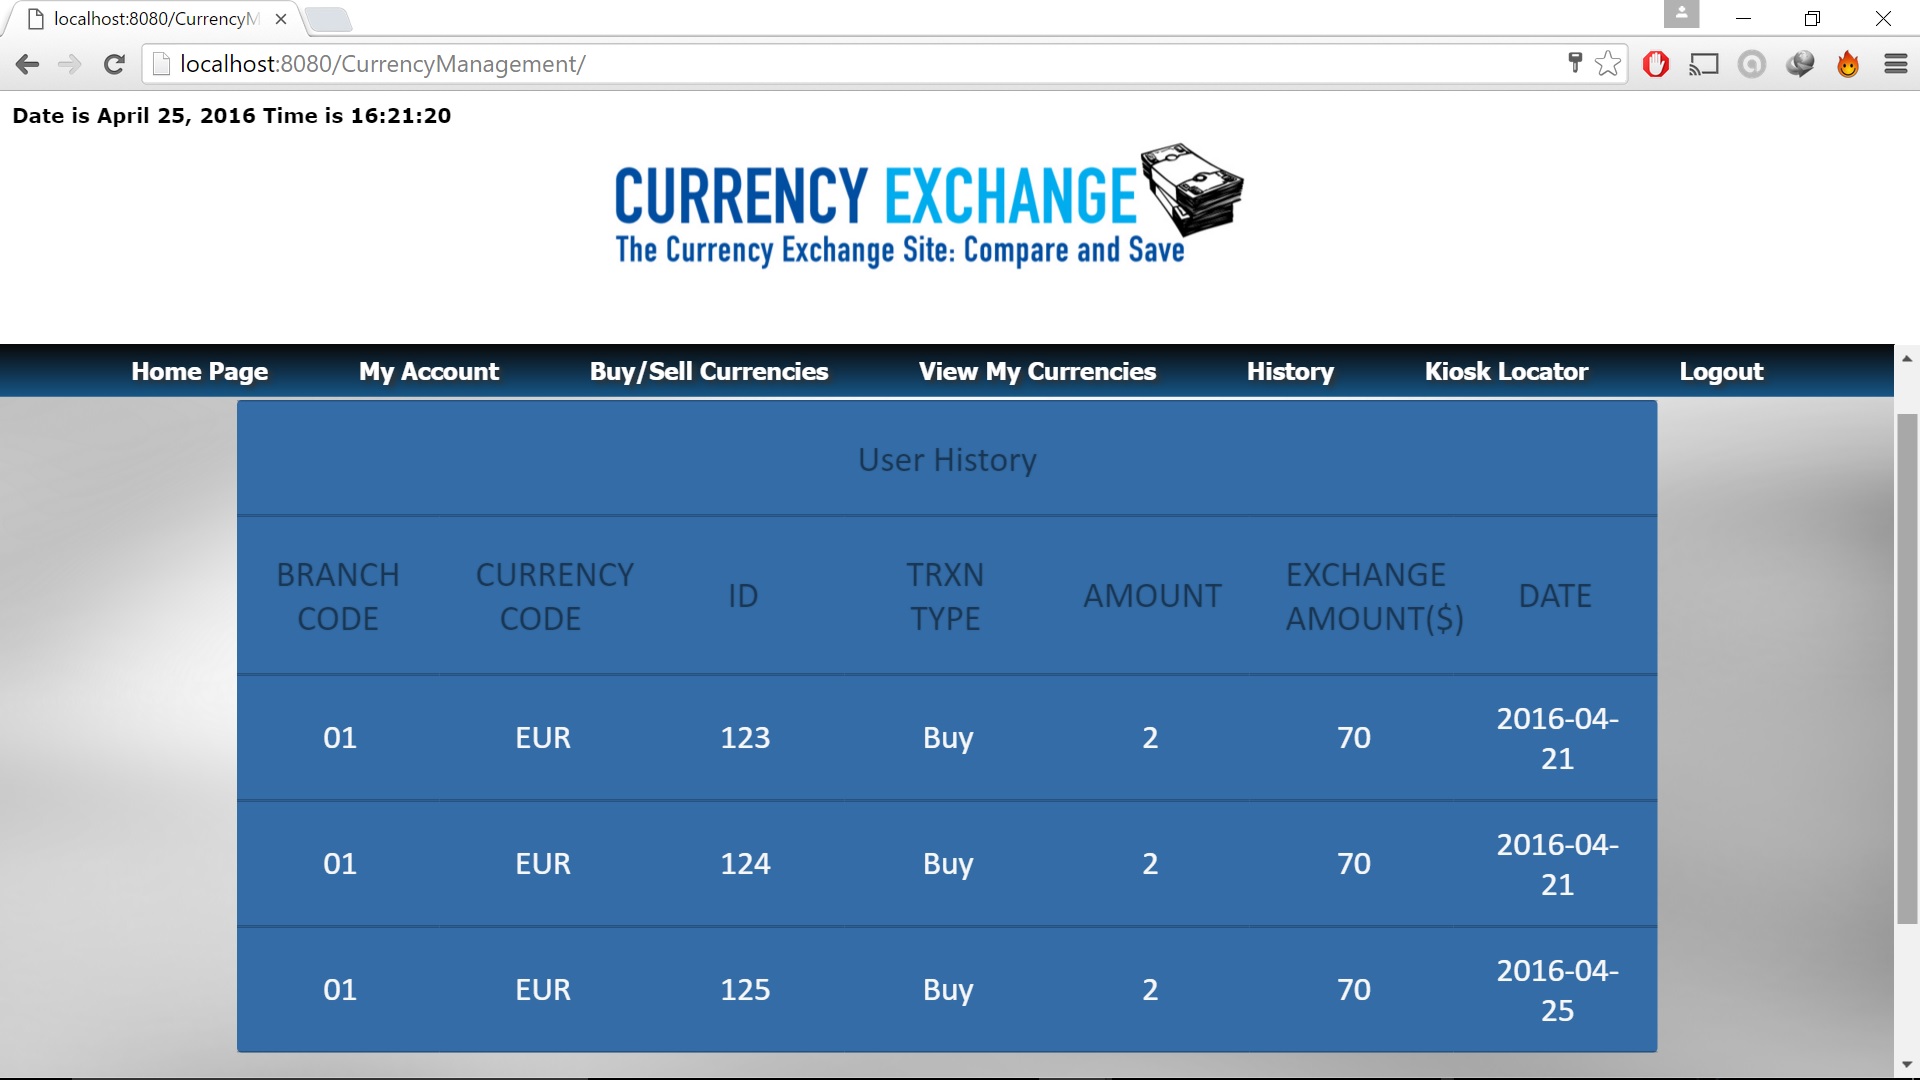 localhost:8080/CurrencyM
localhost:8080/CurrencyManagement/
Date is April 25, 2016 Time is 16:21:20
CURRENCY EXCHANGE
The Currency Exchange Site: Compare and Save
Home Page My Account Buy/Sell Currencies View My Currencies History Kiosk Locator Logout
User History
BRANCH CODE CURRENCY CODE ID TRXN TYPE AMOUNT EXCHANGE AMOUNT($) DATE
01 EUR 123 Buy 2 70 2016-04-21
01 EUR 124 Buy 2 70 2016-04-21
01 EUR 125 Buy 2 70 2016-04-25